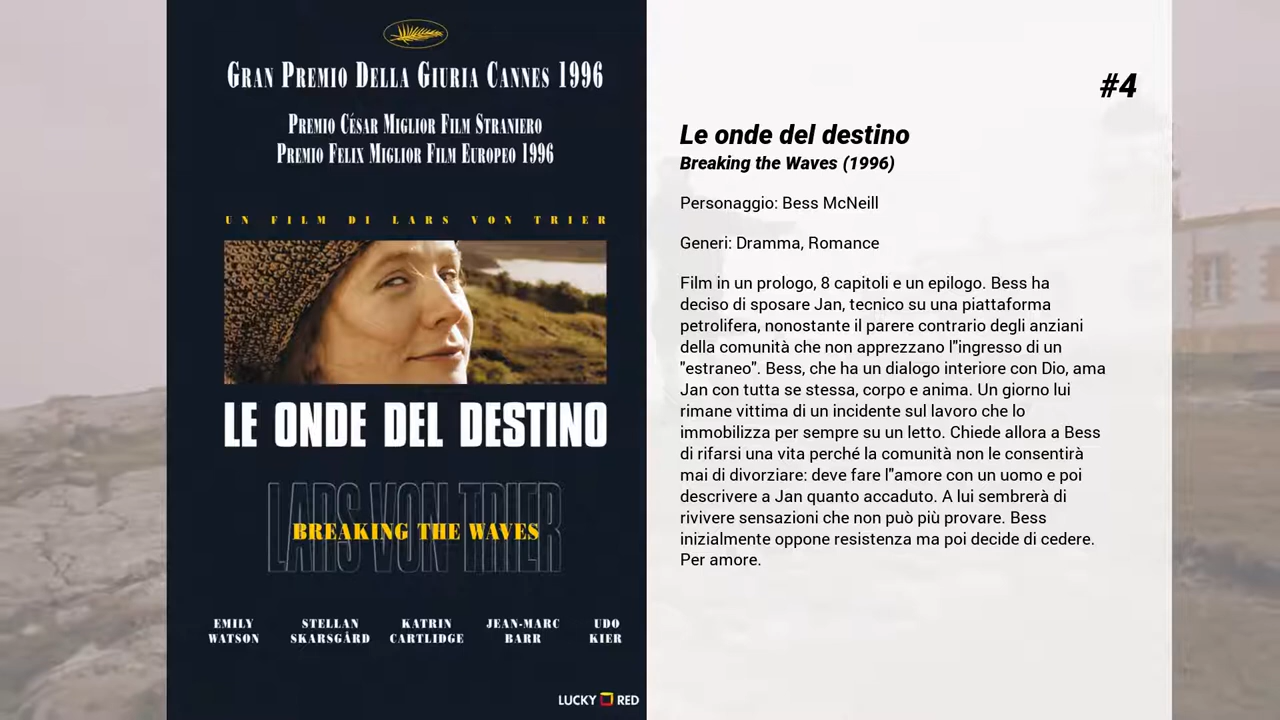 GRAN PREMIO DELLA GIURIA CANNES 1996
PREMIO CÉSAR MIGLIOR FILM STRANIERO
PREMIO FELIX MIGLIOR FILM EUROPEO 1996
UN FILM DI LARS VON TRIER
LE ONDE DEL DESTINO
LARS VON TRIER
BREAKING THE WAVES
EMILY WATSON
STELLAN SKARSGÅRD
KATRIN CARTLIDGE
JEAN-MARC BARR
UDO KIER
LUCKY RED
#4
Le onde del destino
Breaking the Waves (1996)
Personaggio: Bess McNeill
Generi: Dramma, Romance
Film in un prologo, 8 capitoli e un epilogo. Bess ha
deciso di sposare Jan, tecnico su una piattaforma
petrolifera, nonostante il parere contrario degli anziani
della comunità che non apprezzano l"ingresso di un
"estraneo". Bess, che ha un dialogo interiore con Dio, ama
Jan con tutta se stessa, corpo e anima. Un giorno lui
rimane vittima di un incidente sul lavoro che lo
immobilizza per sempre su un letto. Chiede allora a Bess
di rifarsi una vita perché la comunità non le consentirà
mai di divorziare: deve fare l"amore con un uomo e poi
descrivere a Jan quanto accaduto. A lui sembrerà di
rivivere sensazioni che non può più provare. Bess
inizialmente oppone resistenza ma poi decide di cedere.
Per amore.